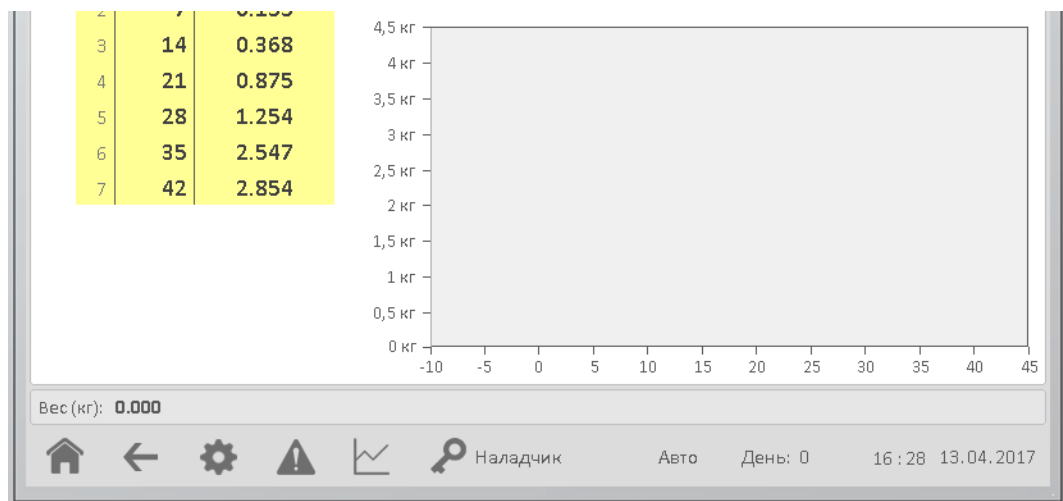 3 14 0.368
4 21 0.875
5 28 1.254
6 35 2.547
7 42 2.854
4,5 кг
4 кг
3,5 кг
3 кг
2,5 кг
2 кг
1,5 кг
1 кг
0,5 кг
0 кг
-10 -5 0 5 10 15 20 25 30 35 40 45
Вес (кг): 0.000
Наладчик Авто День: 0 16:28 13.04.2017